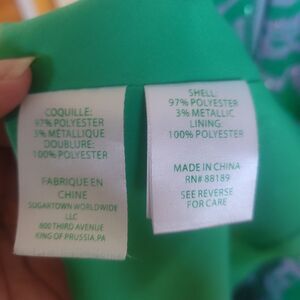 COQUILLE:
97% POLYESTER
3% MÉTALLIQUE
DOUBLURE:
100% POLYESTER
FABRIQUE EN
CHINE
SUGARTOWN WORLDWIDE
LLC
800 THIRD AVENUE
KING OF PRUSSIA, PA
SHELL:
97% POLYESTER
3% METALLIC
LINING:
100% POLYESTER
MADE IN CHINA
RN# 88189
SEE REVERSE
FOR CARE